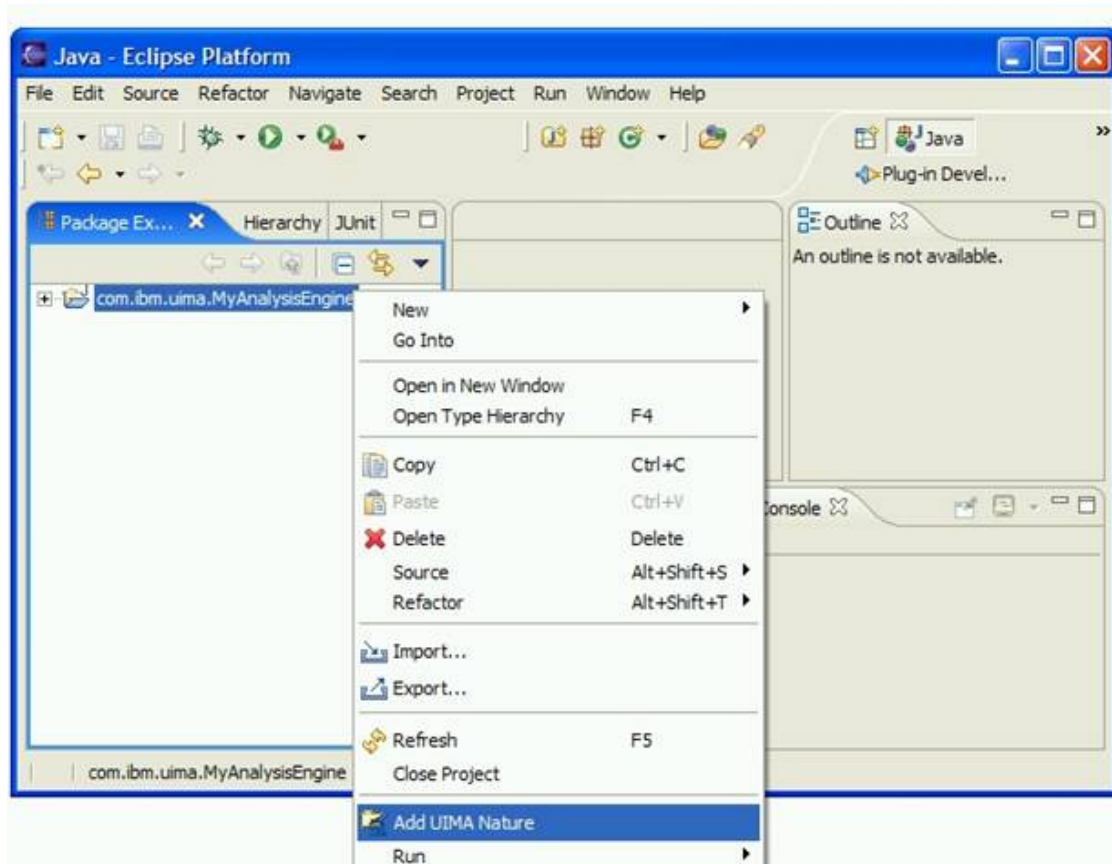 Java - Eclipse Platform
File Edit Source Refactor Navigate Search Project Run Window Help
Java
Plug-in Devel...
Package Ex... Hierarchy JUnit
Outline
An outline is not available.
com.ibm.uima.MyAnalysisEngine
New
Go Into
Open in New Window
Open Type Hierarchy F4
Copy Ctrl+C
Paste Ctrl+V
onsole
Delete Delete
Source Alt+Shift+S
Refactor Alt+Shift+T
Import...
Export...
Refresh F5
com.ibm.uima.MyAnalysisEngine
Close Project
Add UIMA Nature
Run